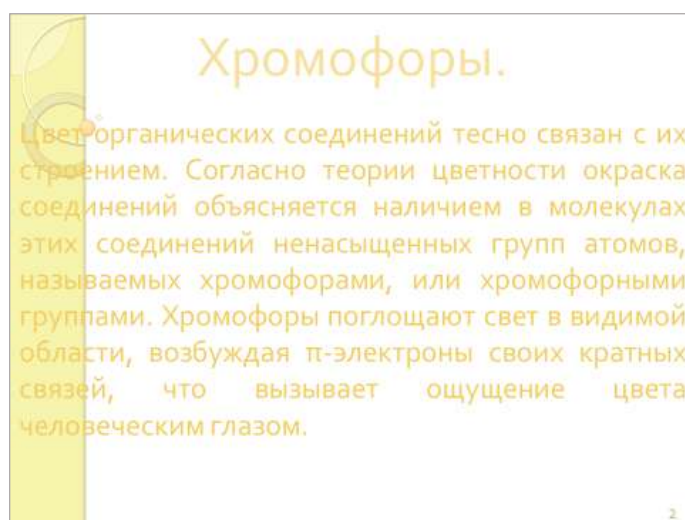 Хромофоры.
Цвет органических соединений тесно связан с их
строением. Согласно теории цветности окраска
соединений объясняется наличием в молекулах
этих соединений ненасыщенных групп атомов,
называемых хромофорами, или хромофорными
группами. Хромофоры поглощают свет в видимой
области, возбуждая π-электроны своих кратных
связей, что вызывает ощущение цвета
человеческим глазом.
2